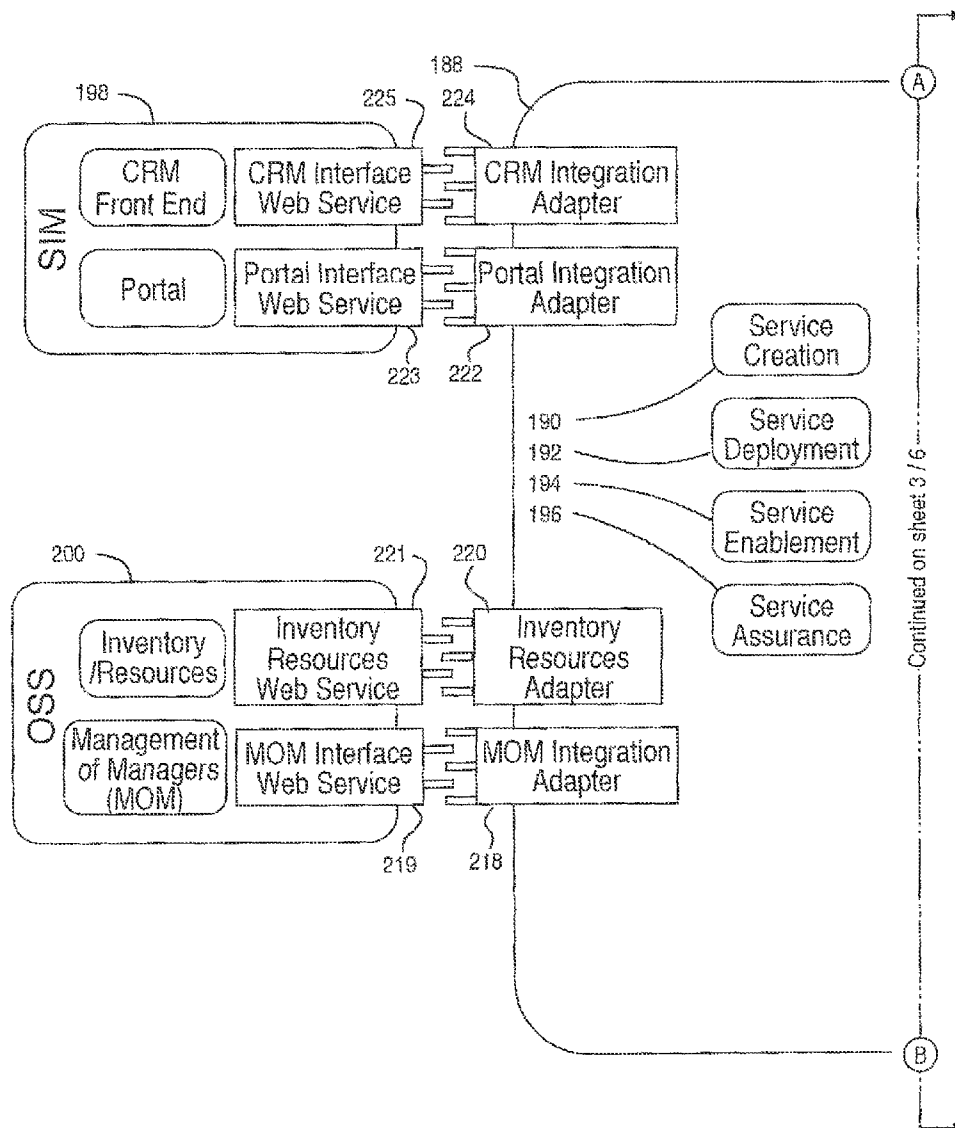 188
A
198
225
224
SIM
CRM
Front End
CRM Interface
Web Service
CRM Integration
Adapter
Portal
Portal Interface
Web Service
Portal Integration
Adapter
223
222
Service
Creation
190
192
194
196
Service
Deployment
Service
Enablement
Service
Assurance
Continued on sheet 3 / 6
200
221
220
OSS
Inventory
/Resources
Inventory
Resources
Web Service
Inventory
Resources
Adapter
Management
of Managers
(MOM)
MOM Interface
Web Service
MOM Integration
Adapter
219
218
B